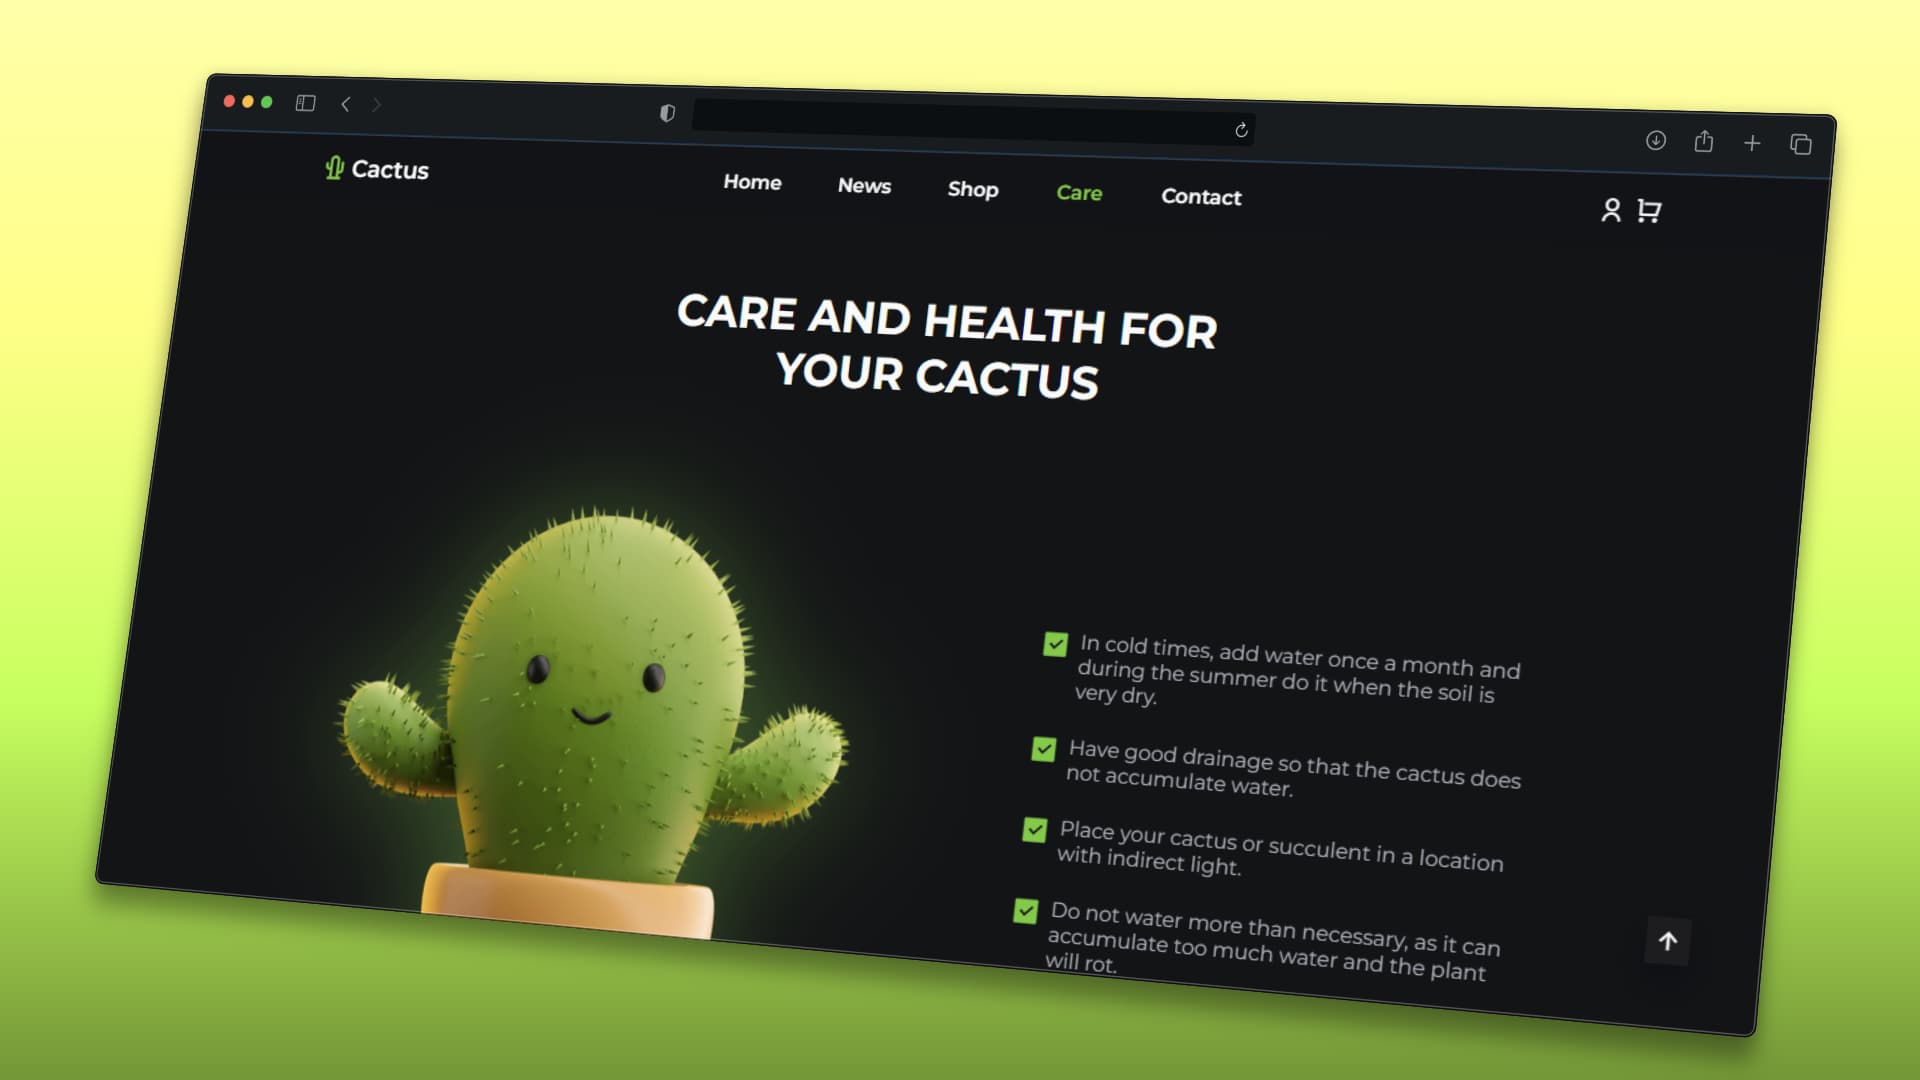 Cactus
Home
News
Shop
Care
Contact
CARE AND HEALTH FOR
YOUR CACTUS
In cold times, add water once a month and
during the summer do it when the soil is
very dry.
Have good drainage so that the cactus does
not accumulate water.
Place your cactus or succulent in a location
with indirect light.
Do not water more than necessary, as it can
accumulate too much water and the plant
will rot.